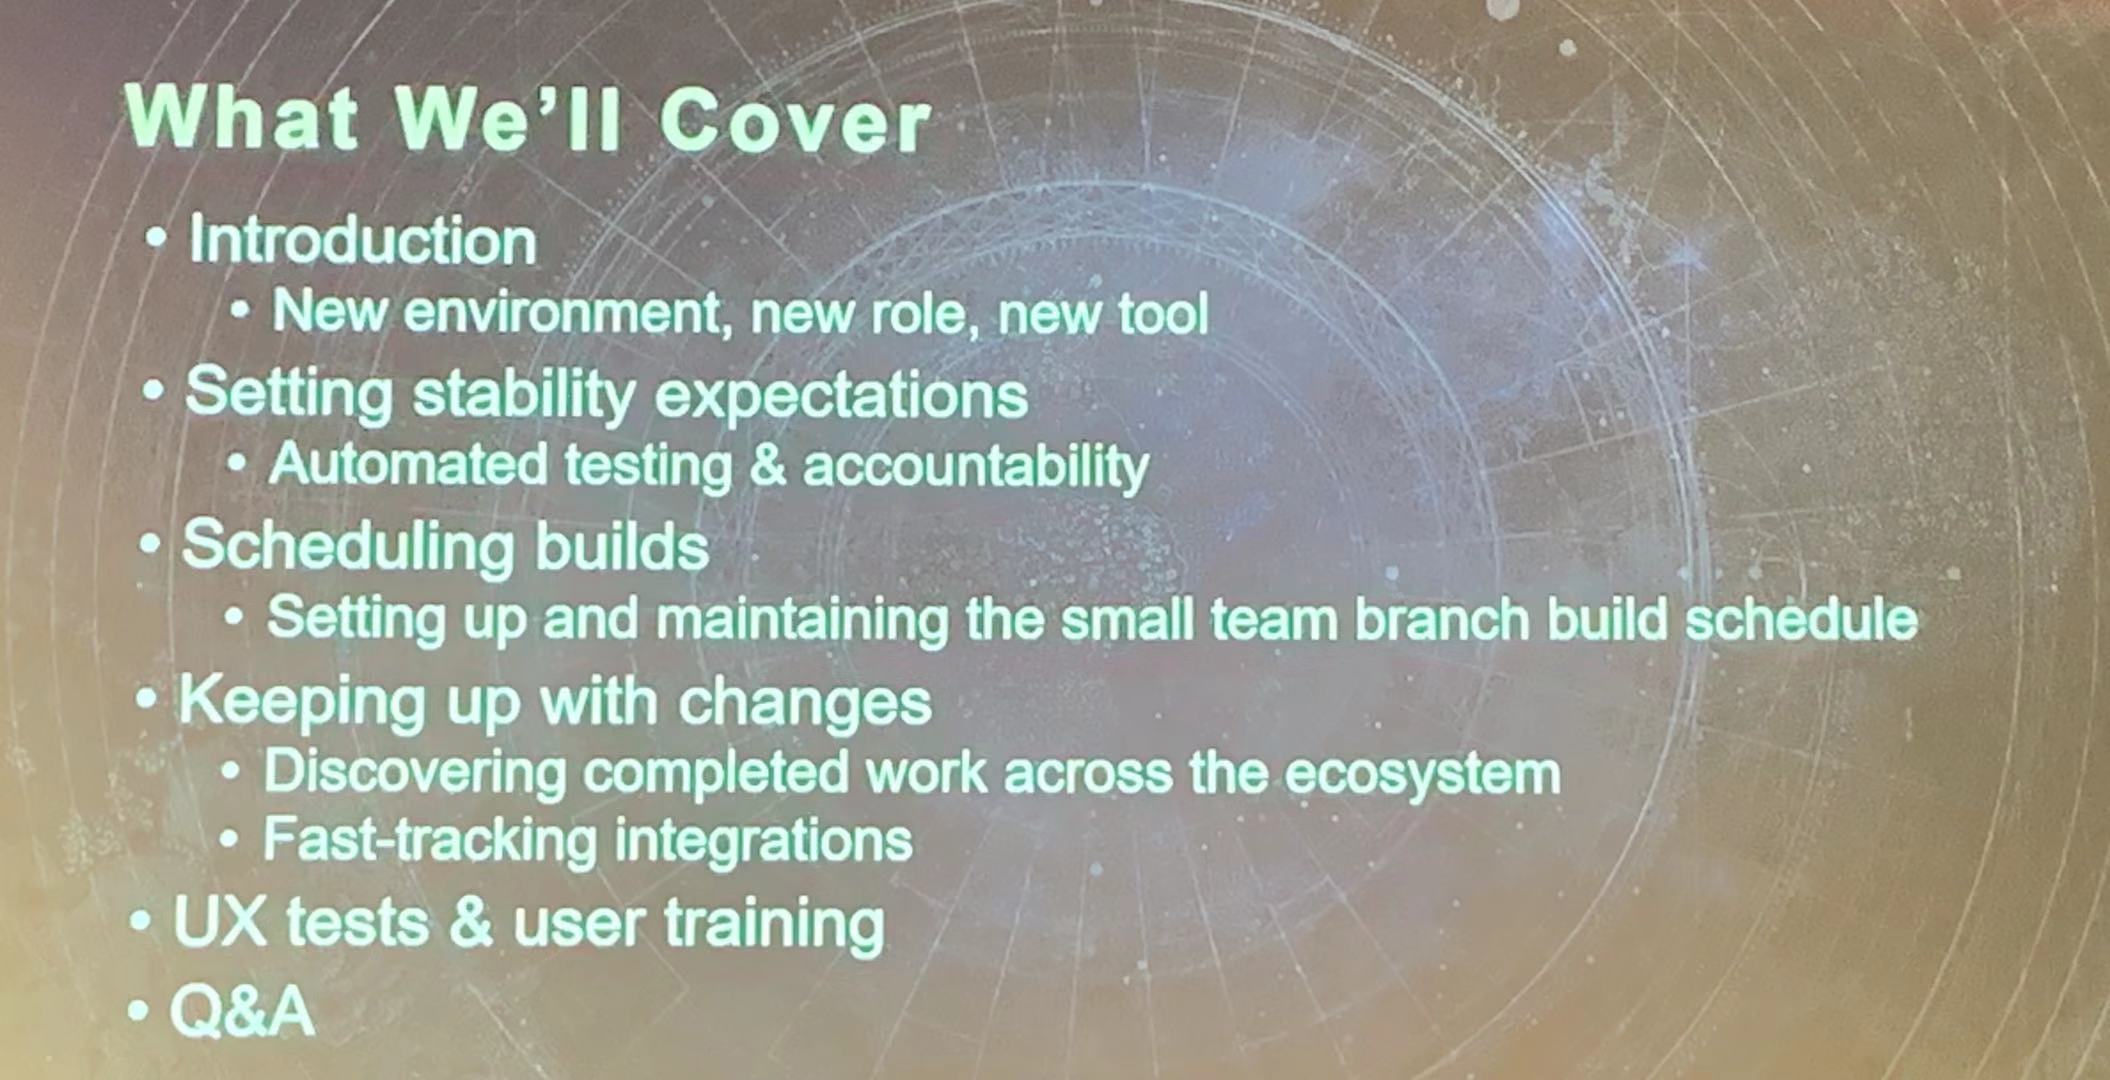 What We’ll Cover
• Introduction
• New environment, new role, new tool
• Setting stability expectations
• Automated testing & accountability
• Scheduling builds
• Setting up and maintaining the small team branch build schedule
• Keeping up with changes
• Discovering completed work across the ecosystem
• Fast-tracking integrations
• UX tests & user training
• Q&A